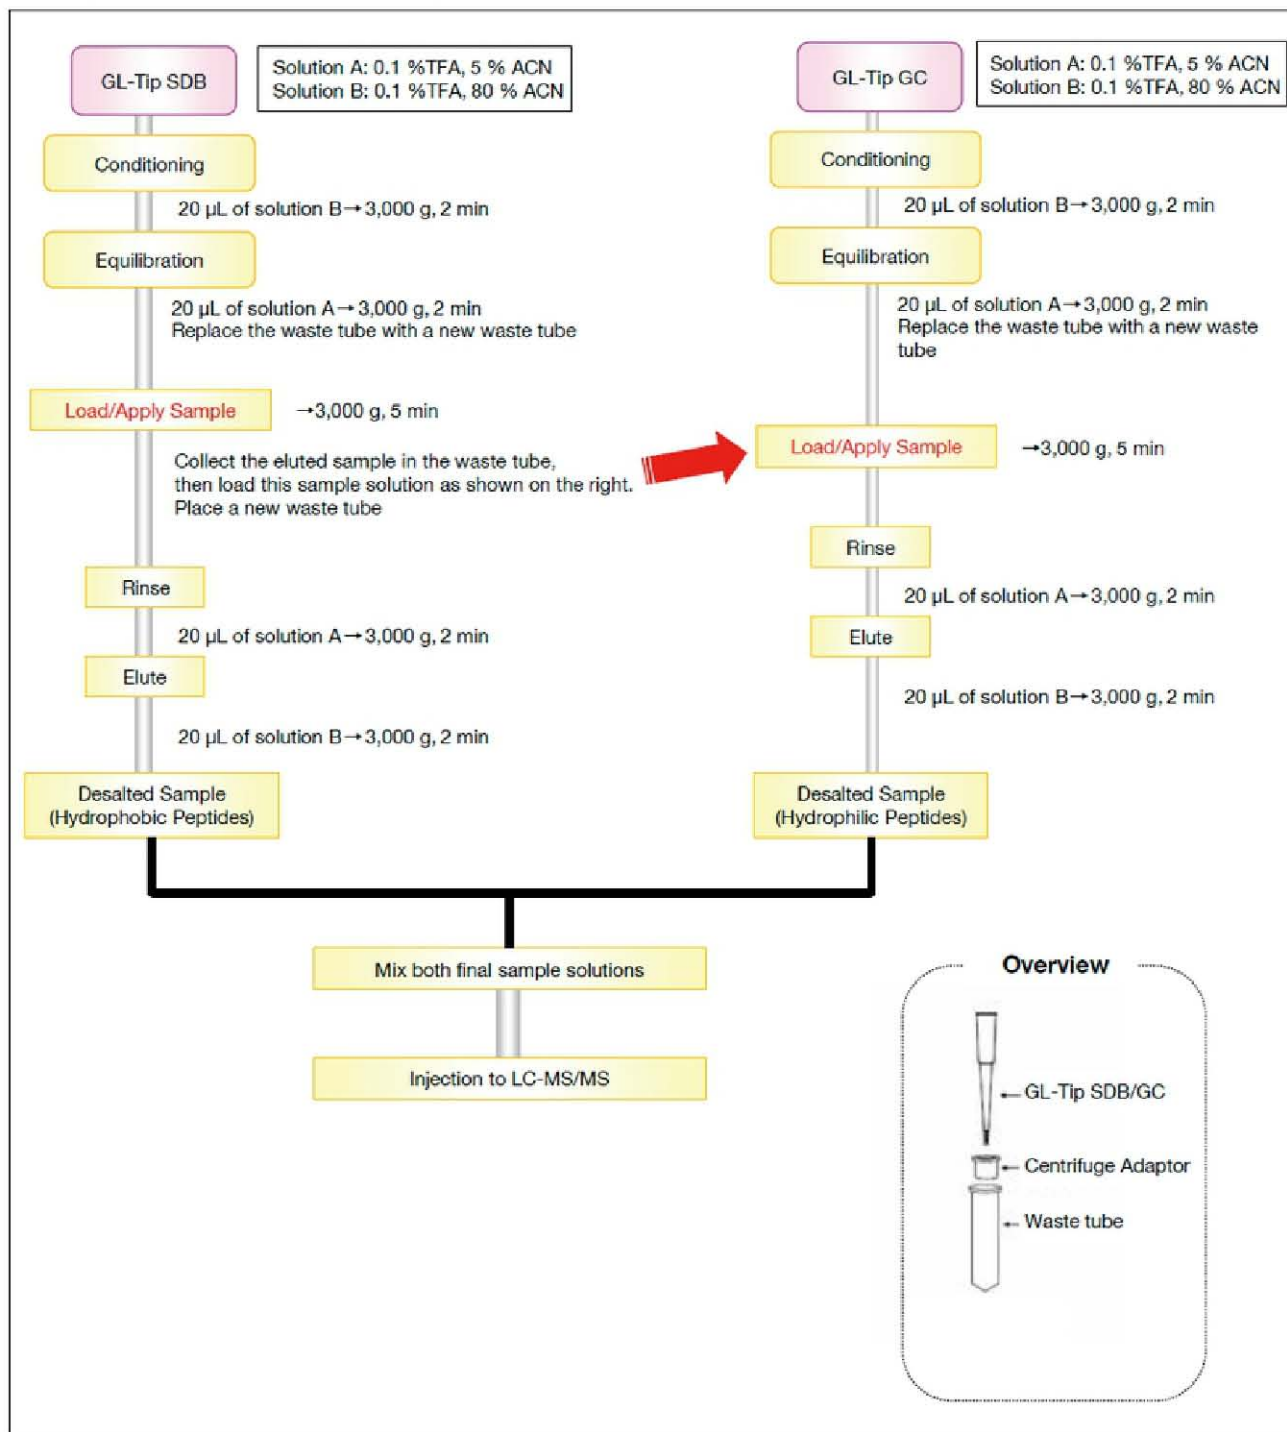 GL-Tip SDB
Solution A: 0.1 %TFA, 5 % ACN
Solution B: 0.1 %TFA, 80 % ACN
Conditioning
20 µL of solution B→3,000 g, 2 min
Equilibration
20 µL of solution A→3,000 g, 2 min
Replace the waste tube with a new waste tube
Load/Apply Sample
→3,000 g, 5 min
Collect the eluted sample in the waste tube,
then load this sample solution as shown on the right.
Place a new waste tube
Rinse
20 µL of solution A→3,000 g, 2 min
Elute
20 µL of solution B→3,000 g, 2 min
Desalted Sample
(Hydrophobic Peptides)
GL-Tip GC
Solution A: 0.1 %TFA, 5 % ACN
Solution B: 0.1 %TFA, 80 % ACN
Conditioning
20 µL of solution B→3,000 g, 2 min
Equilibration
20 µL of solution A→3,000 g, 2 min
Replace the waste tube with a new waste
tube
Load/Apply Sample
→3,000 g, 5 min
Rinse
20 µL of solution A→3,000 g, 2 min
Elute
20 µL of solution B→3,000 g, 2 min
Desalted Sample
(Hydrophilic Peptides)
Mix both final sample solutions
Injection to LC-MS/MS
Overview
GL-Tip SDB/GC
Centrifuge Adaptor
Waste tube